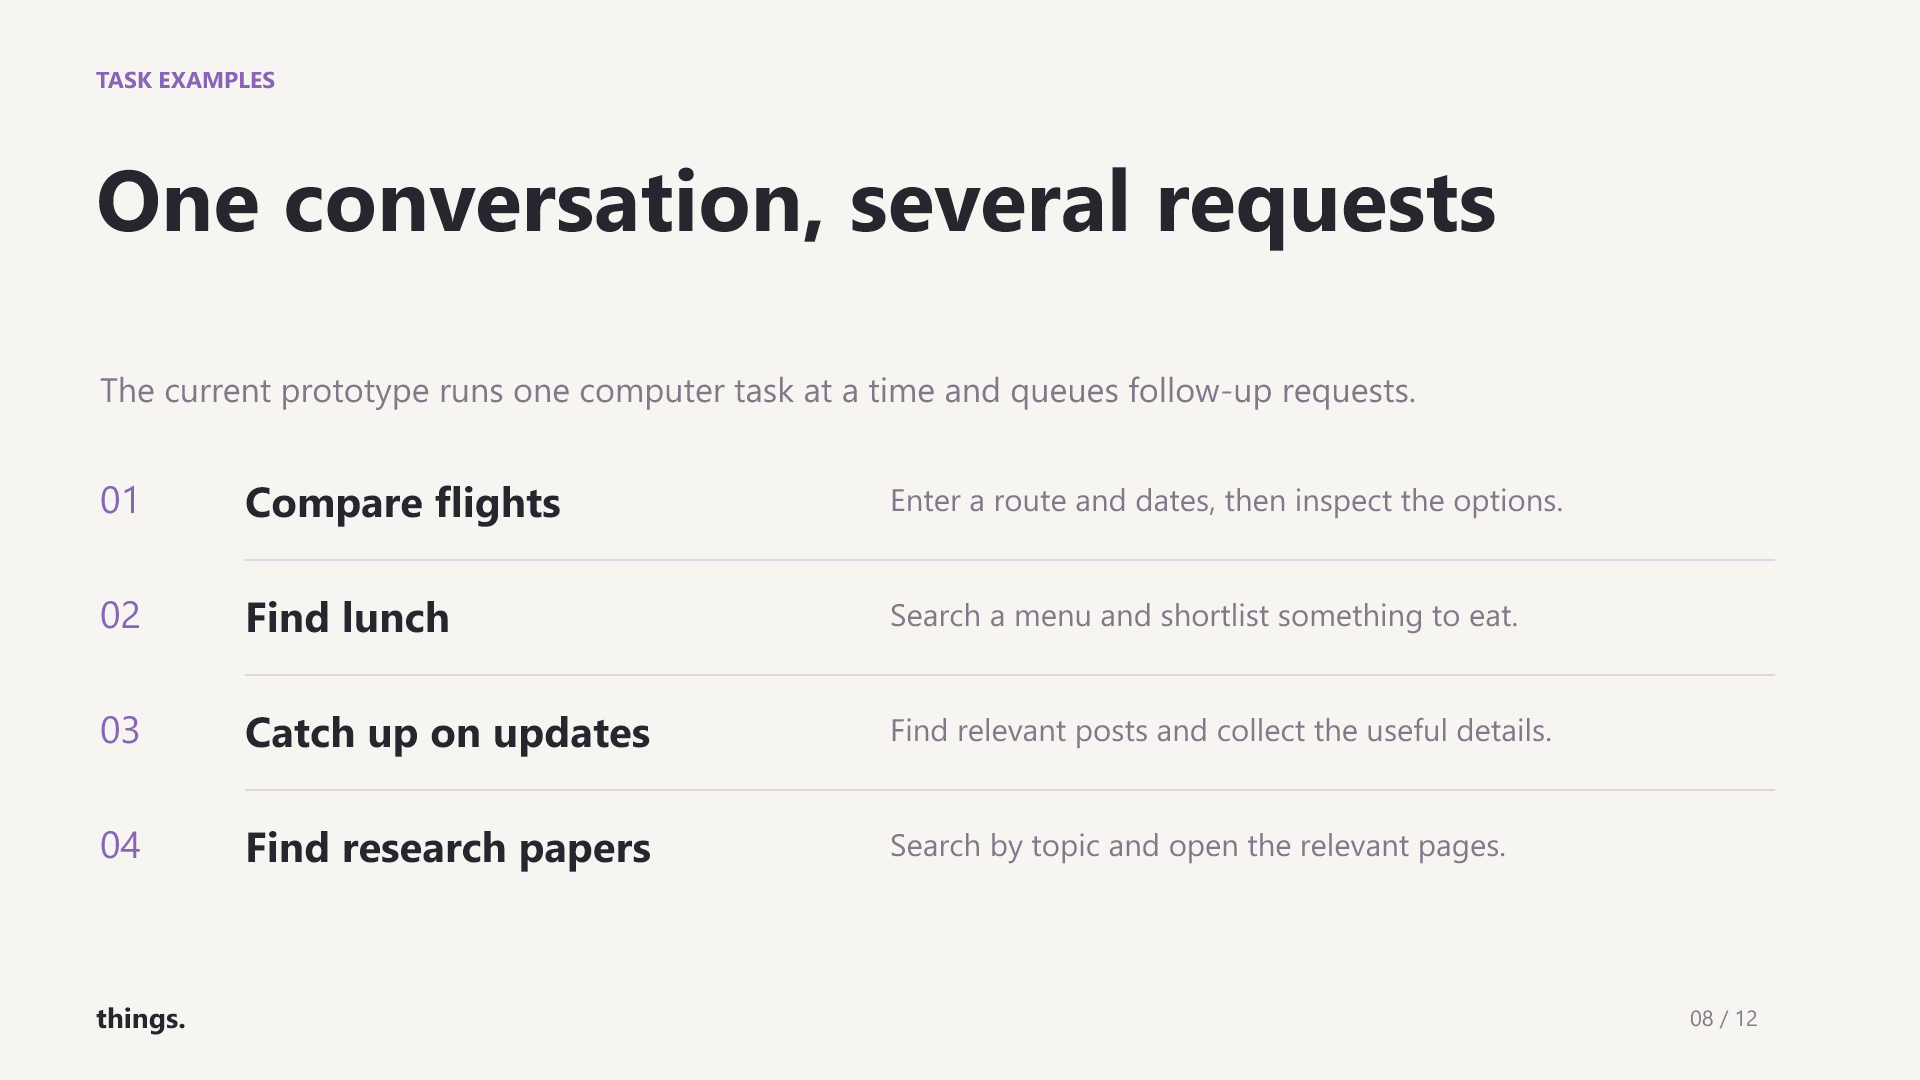 TASK EXAMPLES
One conversation, several requests
The current prototype runs one computer task at a time and queues follow-up requests.
01 Compare flights Enter a route and dates, then inspect the options.
02 Find lunch Search a menu and shortlist something to eat.
03 Catch up on updates Find relevant posts and collect the useful details.
04 Find research papers Search by topic and open the relevant pages.
things. 08 / 12